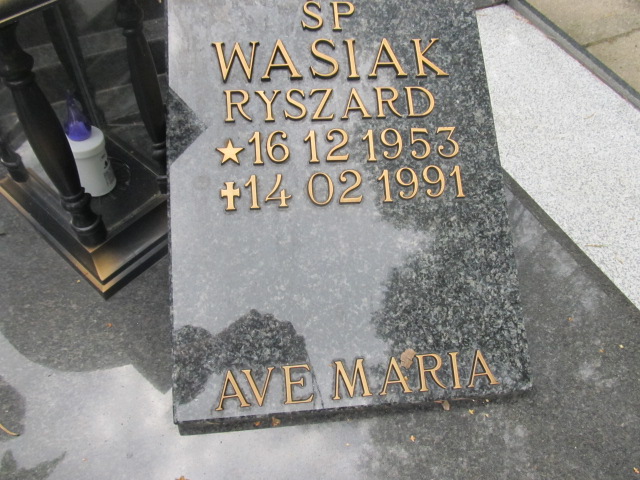 SP
WASIAK
RYSZARD
★16 12 1953
✝14 02 1991
AVE MARIA